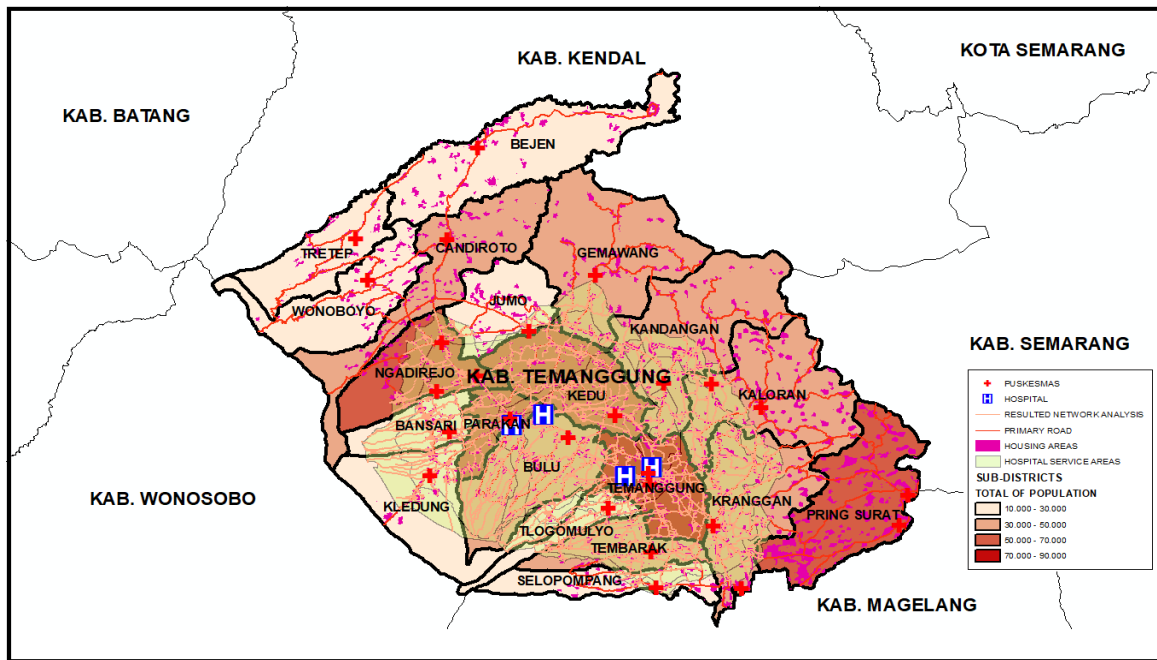 KAB. KENDAL
KOTA SEMARANG
KAB. BATANG
BEJEN
TRETEP
CANDIROTO
GEMAWANG
WONOBOYO
JUMO
KANDANGAN
KAB. SEMARANG
NGADIREJO
KAB. TEMANGGUNG
KEDU
KALORAN
BANSARI
PARAKAN
H
H
BULU
H
H
TEMANGGUNG
KRANGGAN
KAB. WONOSOBO
KLEDUNG
PRING SURAT
TLOGOMULYO
TEMBARAK
SELOPOMPANG
KAB. MAGELANG
PUSKESMAS
H HOSPITAL
RESULTED NETWORK ANALYSIS
PRIMARY ROAD
HOUSING AREAS
HOSPITAL SERVICE AREAS
SUB-DISTRICTS
TOTAL OF POPULATION
10.000 - 30.000
30.000 - 50.000
50.000 - 70.000
70.000 - 90.000